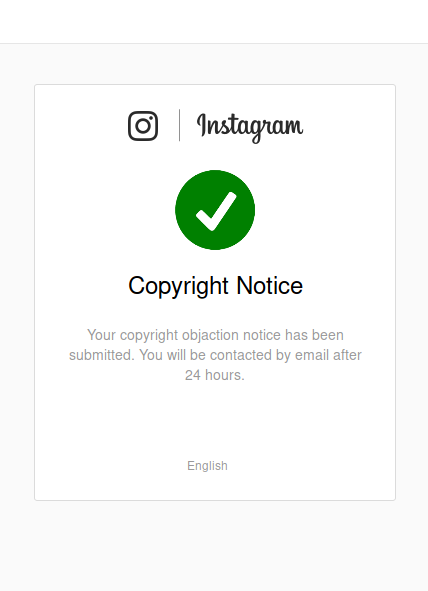 Instagram
Copyright Notice
Your copyright objaction notice has been
submitted. You will be contacted by email after
24 hours.
English